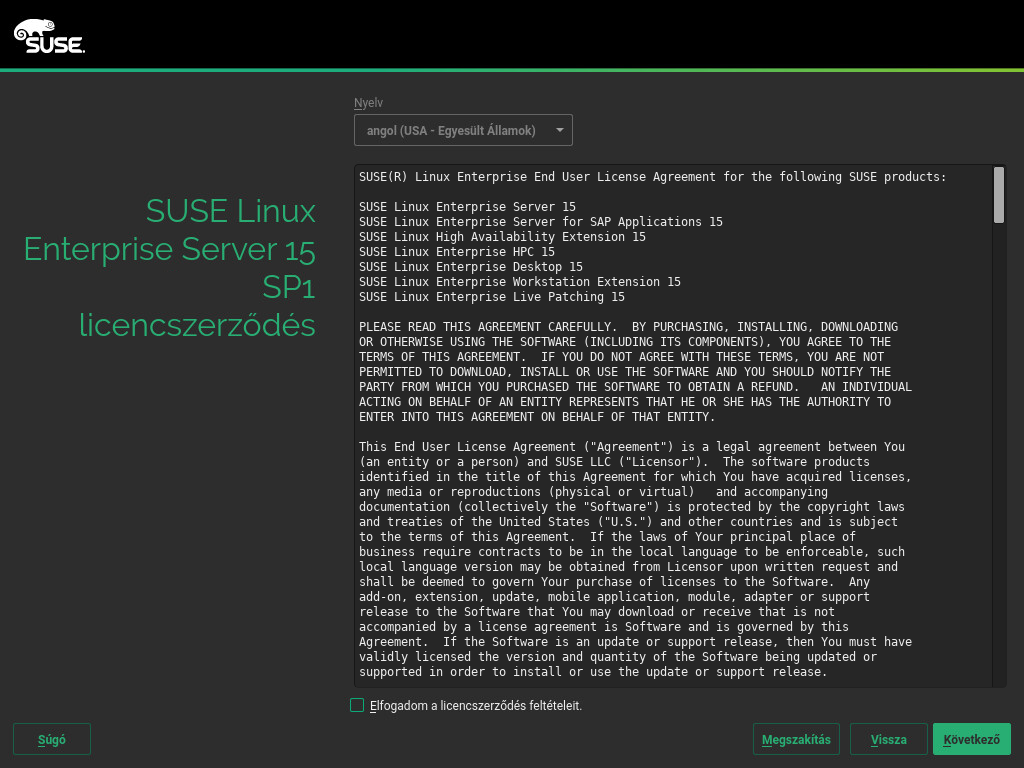 SUSE.
Nyelv
angol (USA - Egyesült Államok)
SUSE Linux
Enterprise Server 15
SP1
licencszerződés
SUSE(R) Linux Enterprise End User License Agreement for the following SUSE products:
SUSE Linux Enterprise Server 15
SUSE Linux Enterprise Server for SAP Applications 15
SUSE Linux High Availability Extension 15
SUSE Linux Enterprise HPC 15
SUSE Linux Enterprise Desktop 15
SUSE Linux Enterprise Workstation Extension 15
SUSE Linux Enterprise Live Patching 15
PLEASE READ THIS AGREEMENT CAREFULLY.  BY PURCHASING, INSTALLING, DOWNLOADING
OR OTHERWISE USING THE SOFTWARE (INCLUDING ITS COMPONENTS), YOU AGREE TO THE
TERMS OF THIS AGREEMENT.  IF YOU DO NOT AGREE WITH THESE TERMS, YOU ARE NOT
PERMITTED TO DOWNLOAD, INSTALL OR USE THE SOFTWARE AND YOU SHOULD NOTIFY THE
PARTY FROM WHICH YOU PURCHASED THE SOFTWARE TO OBTAIN A REFUND.   AN INDIVIDUAL
ACTING ON BEHALF OF AN ENTITY REPRESENTS THAT HE OR SHE HAS THE AUTHORITY TO
ENTER INTO THIS AGREEMENT ON BEHALF OF THAT ENTITY.
This End User License Agreement ("Agreement") is a legal agreement between You
(an entity or a person) and SUSE LLC ("Licensor").  The software products
identified in the title of this Agreement for which You have acquired licenses,
any media or reproductions (physical or virtual)   and accompanying
documentation (collectively the "Software") is protected by the copyright laws
and treaties of the United States ("U.S.") and other countries and is subject
to the terms of this Agreement.  If the laws of Your principal place of
business require contracts to be in the local language to be enforceable, such
local language version may be obtained from Licensor upon written request and
shall be deemed to govern Your purchase of licenses to the Software.  Any
add-on, extension, update, mobile application, module, adapter or support
release to the Software that You may download or receive that is not
accompanied by a license agreement is Software and is governed by this
Agreement.  If the Software is an update or support release, then You must have
validly licensed the version and quantity of the Software being updated or
supported in order to install or use the update or support release.
Elfogadom a licencszerződés feltételeit.
Súgó
Megszakítás
Vissza
Következő